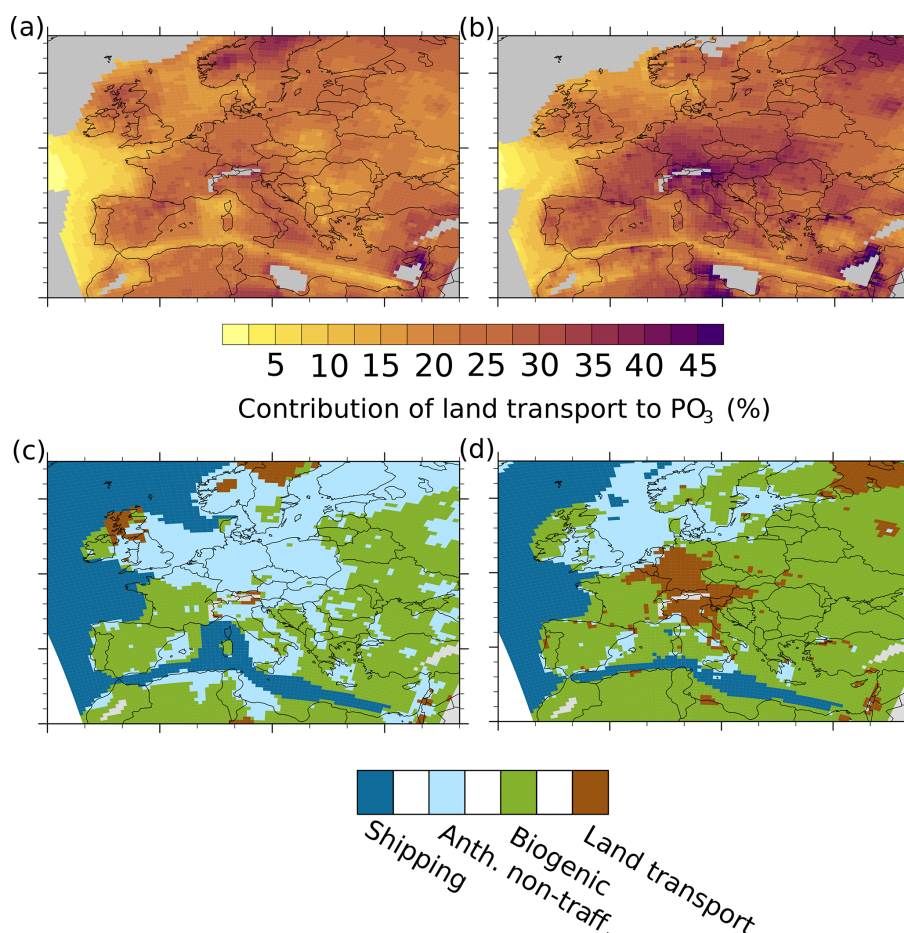 (a)
(b)
5 10 15 20 25 30 35 40 45
Contribution of land transport to PO₃ (%)
(c)
(d)
Shipping
Anth. non-traff.
Biogenic
Land transport